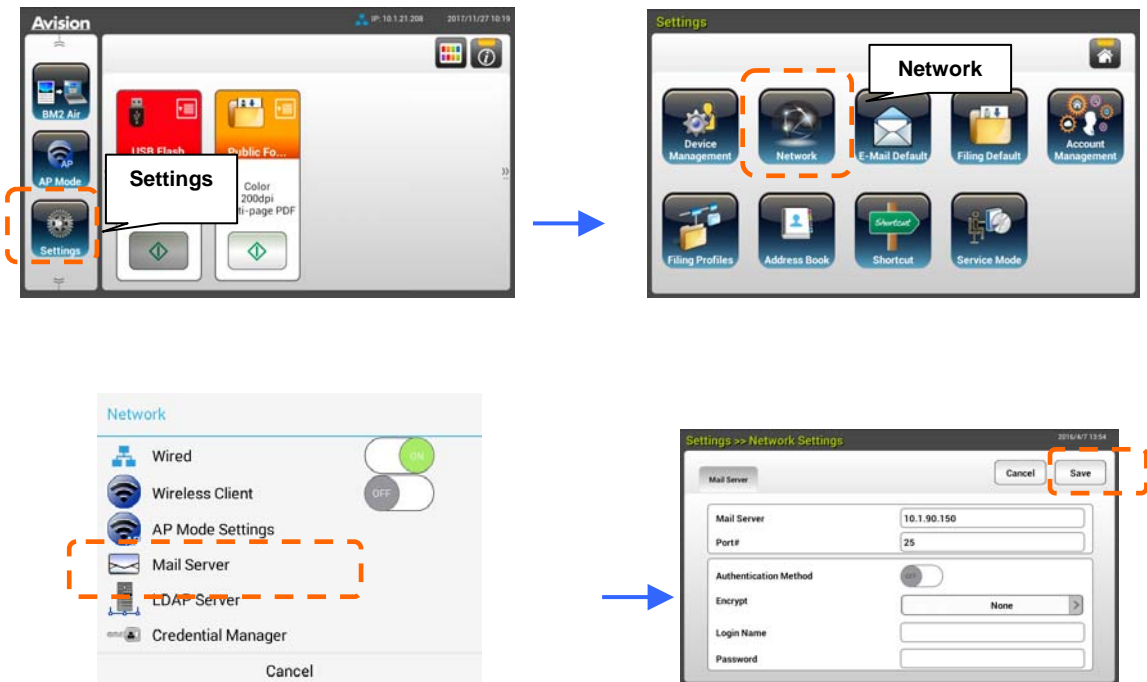 Avision
IP: 10.1.21.208 2017/11/27 10:19
BM2 Air
AP
AP Mode
Settings
USB Flash
Public Fo...
Settings
Color
200dpi
ti-page PDF
Settings
Network
Device
Management
Network
E-Mail Default
Filing Default
Account
Management
Filing Profiles
Address Book
Shortcut
Shortcut
Service Mode
Network
Wired
ON
Wireless Client
OFF
AP Mode Settings
Mail Server
LDAP Server
Credential Manager
Cancel
Settings >> Network Settings
2016/4/7 13:54
Mail Server
Cancel
Save
Mail Server 10.1.90.150
Port# 25
Authentication Method OFF
Encrypt None
Login Name
Password